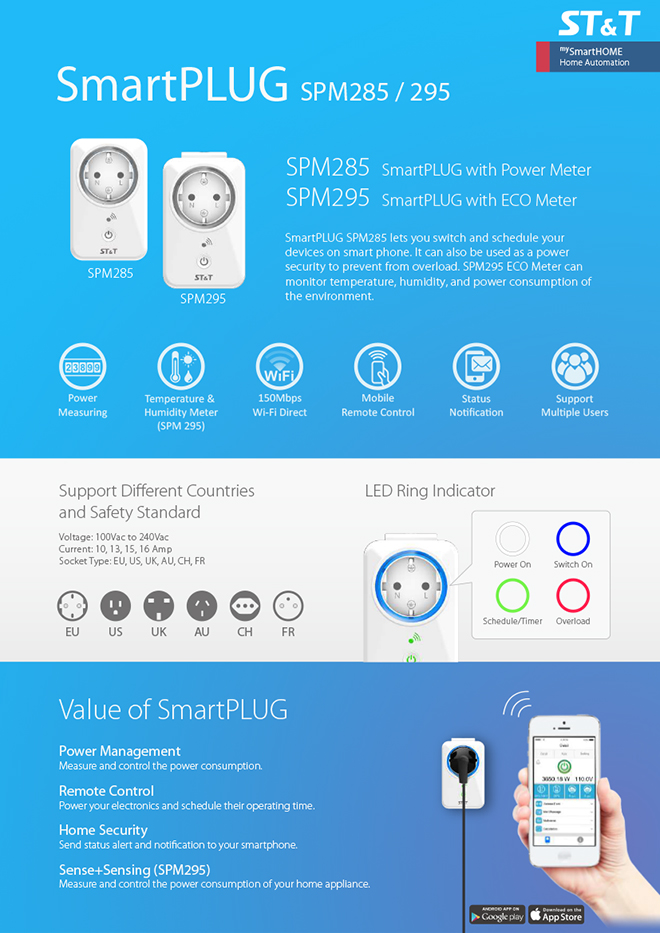 ST&T
mySmartHOME
Home Automation
SmartPLUG SPM285 / 295
SPM285 SmartPLUG with Power Meter
SPM295 SmartPLUG with ECO Meter
SmartPLUG SPM285 lets you switch and schedule your
devices on smart phone. It can also be used as a power
security to prevent from overload. SPM295 ECO Meter can
monitor temperature, humidity, and power consumption of
the environment.
N L
ST&T
SPM285
N L
ST&T
SPM295
23889
Power
Measuring
Temperature &
Humidity Meter
(SPM 295)
WiFi
150Mbps
Wi-Fi Direct
Mobile
Remote Control
Status
Notification
Support
Multiple Users
Support Different Countries
and Safety Standard
Voltage: 100Vac to 240Vac
Current: 10, 13, 15, 16 Amp
Socket Type: EU, US, UK, AU, CH, FR
EU US UK AU CH FR
LED Ring Indicator
N L
Power On Switch On
Schedule/Timer Overload
Value of SmartPLUG
Power Management
Measure and control the power consumption.
Remote Control
Power your electronics and schedule their operating time.
Home Security
Send status alert and notification to your smartphone.
Sense+Sensing (SPM295)
Measure and control the power consumption of your home appliance.
ST&T
110.0V
ANDROID APP ON
Google play
Download on the
App Store